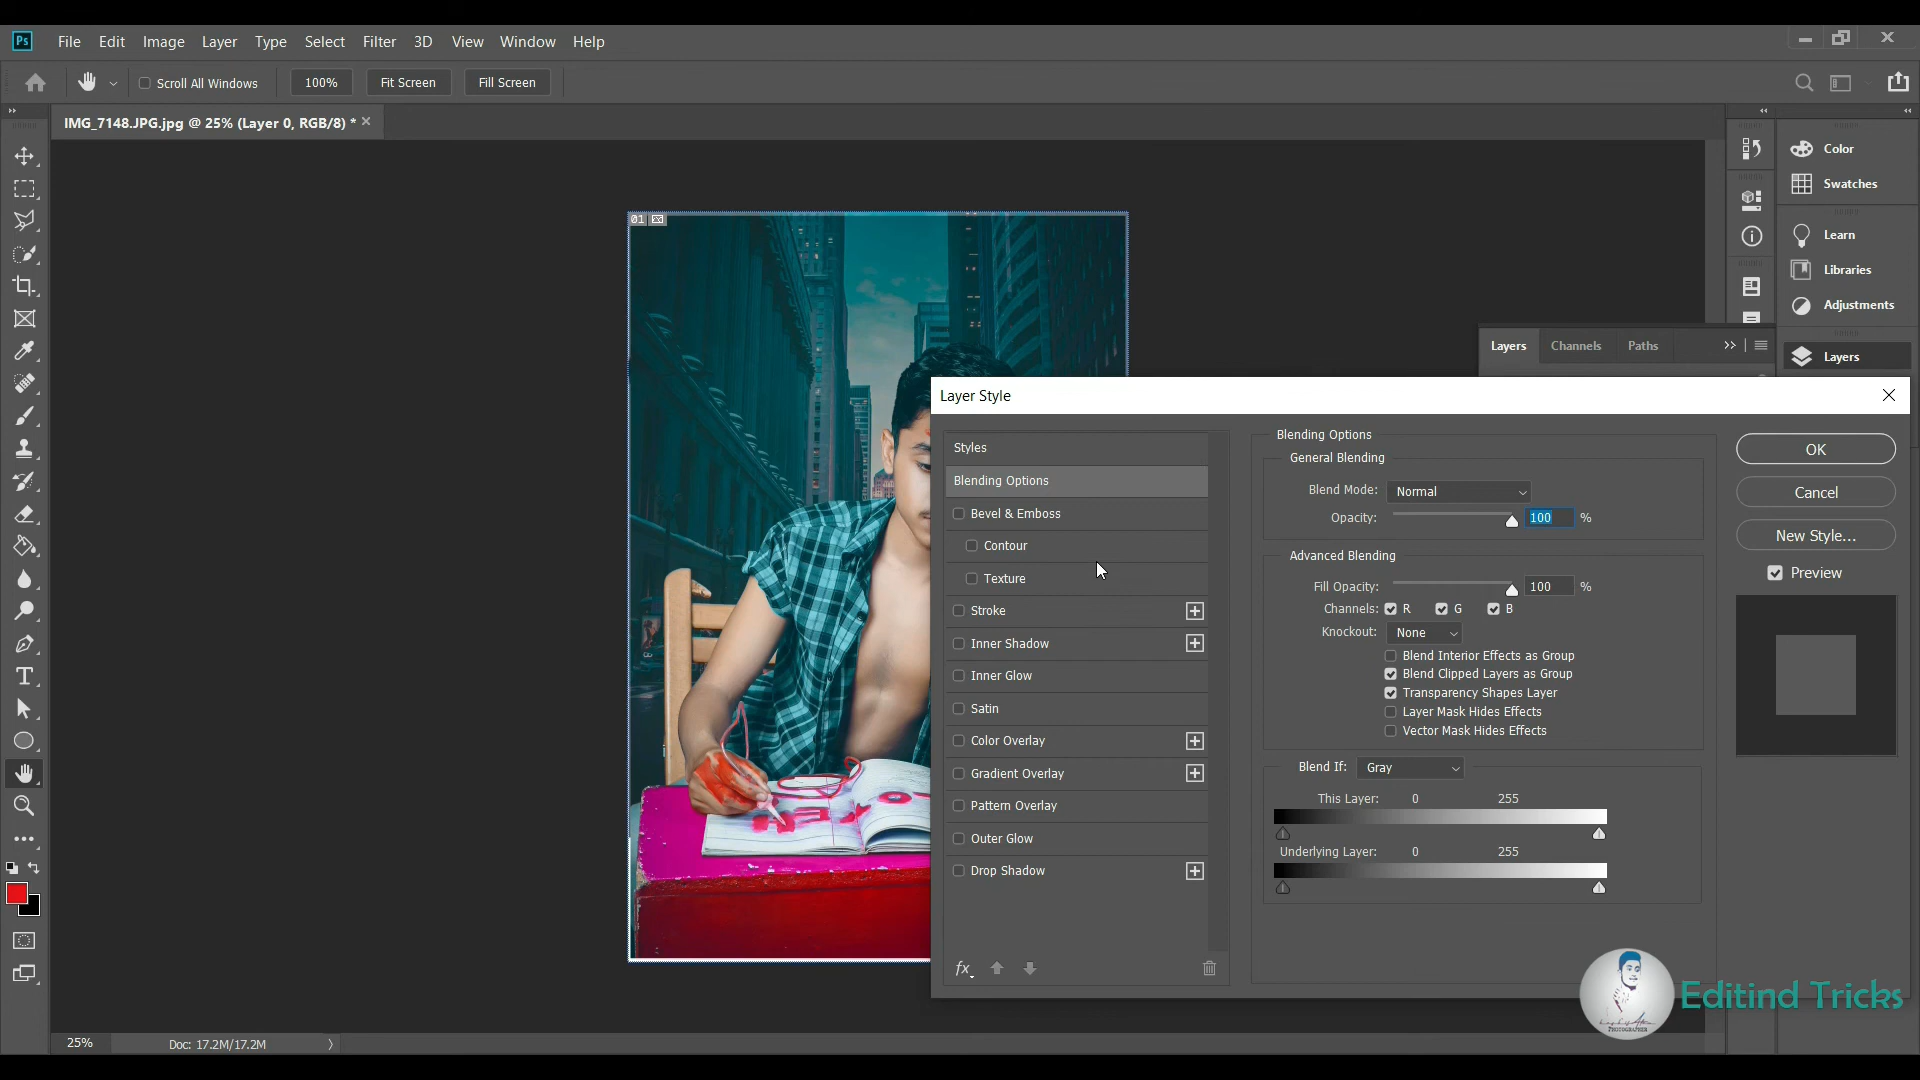 Ps File Edit Image Layer Type Select Filter 3D View Window Help
Scroll All Windows 100% Fit Screen Fill Screen
IMG_7148.JPG.jpg @ 25% (Layer 0, RGB/8) *
01
Color
Swatches
Learn
Libraries
Adjustments
Layers Channels Paths
Layers
Layer Style
Styles
Blending Options
Bevel & Emboss
Contour
Texture
Stroke
Inner Shadow
Inner Glow
Satin
Color Overlay
Gradient Overlay
Pattern Overlay
Outer Glow
Drop Shadow
fx
Blending Options
General Blending
Blend Mode: Normal
Opacity: 100 %
Advanced Blending
Fill Opacity: 100 %
Channels: R G B
Knockout: None
Blend Interior Effects as Group
Blend Clipped Layers as Group
Transparency Shapes Layer
Layer Mask Hides Effects
Vector Mask Hides Effects
Blend If: Gray
This Layer: 0 255
Underlying Layer: 0 255
OK
Cancel
New Style...
Preview
PHOTOGRAPHER
Editind Tricks
25% Doc: 17.2M/17.2M